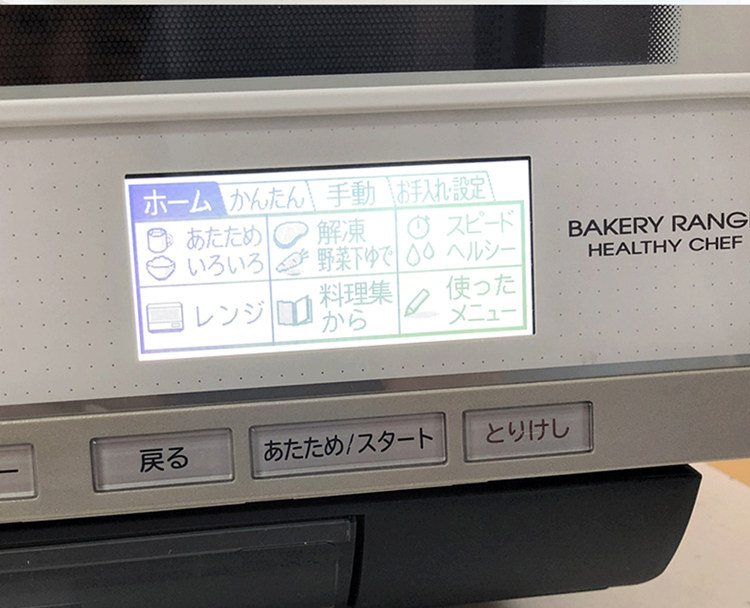 ホーム かんたん 手動 お手入れ・設定
あたため
いろいろ
解凍
野菜下ゆで
スピード
ヘルシー
レンジ
料理集
から
使った
メニュー
BAKERY RANG
HEALTHY CHEF
ー
戻る
あたため/スタート
とりけし